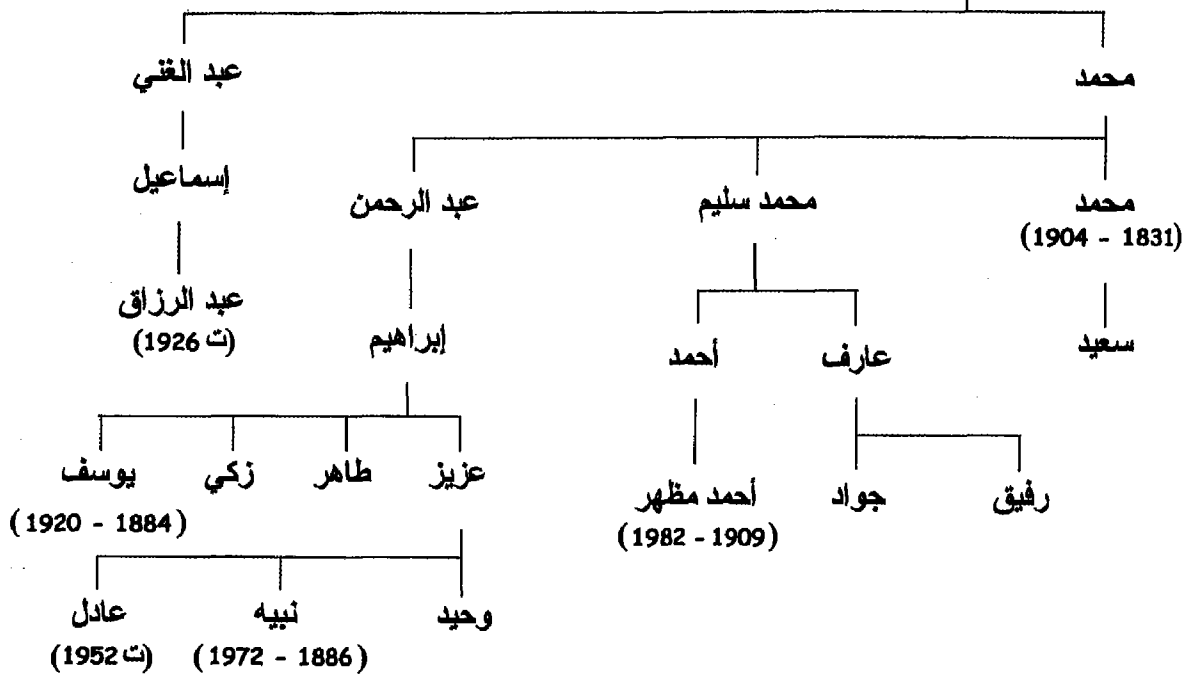 محمد
عبد الغني
محمد
(1831 - 1904)
محمد سليم
عبد الرحمن
إسماعيل
سعيد
عارف
أحمد
إبراهيم
عبد الرزاق
(ت 1926)
رفيق
جواد
أحمد مظهر
(1909 - 1982)
عزيز
طاهر
زكي
يوسف
(1884 - 1920)
وحيد
نبيه
(1886 - 1972)
عادل
(ت 1952)